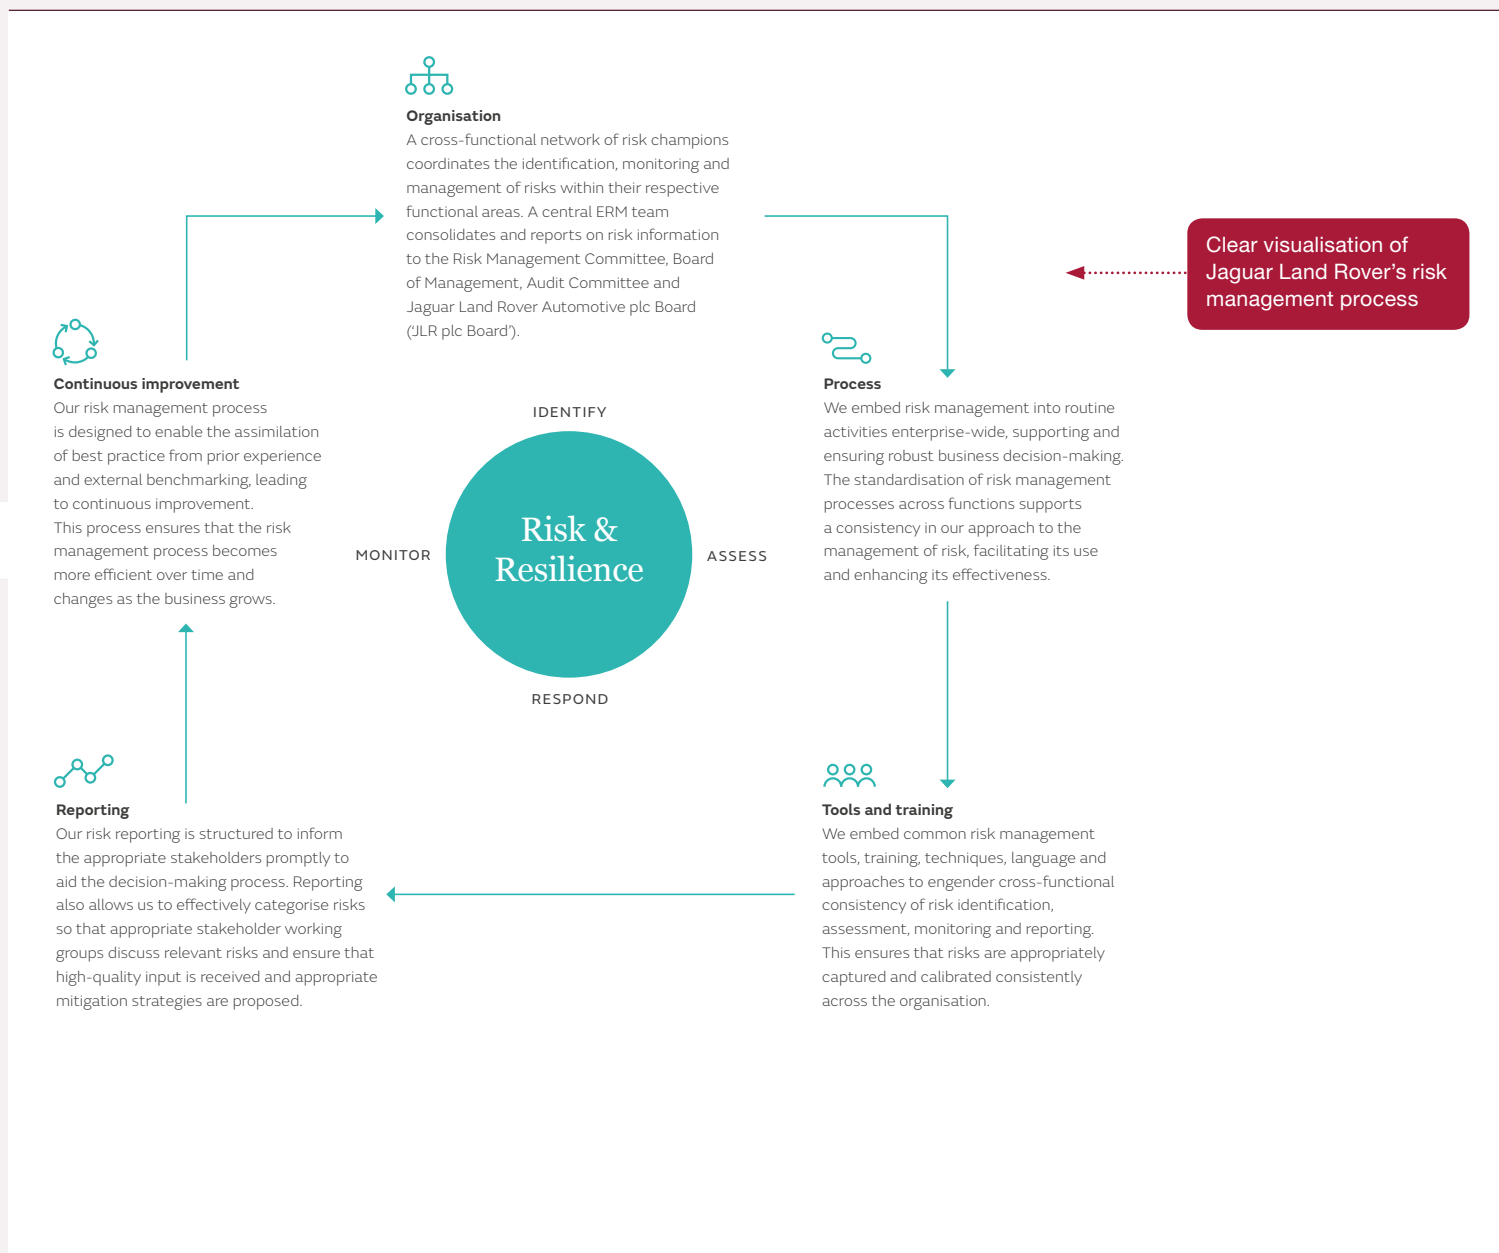 Organisation
A cross-functional network of risk champions
coordinates the identification, monitoring and
management of risks within their respective
functional areas. A central ERM team
consolidates and reports on risk information
to the Risk Management Committee, Board
of Management, Audit Committee and
Jaguar Land Rover Automotive plc Board
(‘JLR plc Board’).
Clear visualisation of
Jaguar Land Rover’s risk
management process
Continuous improvement
Our risk management process
is designed to enable the assimilation
of best practice from prior experience
and external benchmarking, leading
to continuous improvement.
This process ensures that the risk
management process becomes
more efficient over time and
changes as the business grows.
IDENTIFY
MONITOR
Risk &
Resilience
ASSESS
RESPOND
Process
We embed risk management into routine
activities enterprise-wide, supporting and
ensuring robust business decision-making.
The standardisation of risk management
processes across functions supports
a consistency in our approach to the
management of risk, facilitating its use
and enhancing its effectiveness.
Reporting
Our risk reporting is structured to inform
the appropriate stakeholders promptly to
aid the decision-making process. Reporting
also allows us to effectively categorise risks
so that appropriate stakeholder working
groups discuss relevant risks and ensure that
high-quality input is received and appropriate
mitigation strategies are proposed.
Tools and training
We embed common risk management
tools, training, techniques, language and
approaches to engender cross-functional
consistency of risk identification,
assessment, monitoring and reporting.
This ensures that risks are appropriately
captured and calibrated consistently
across the organisation.